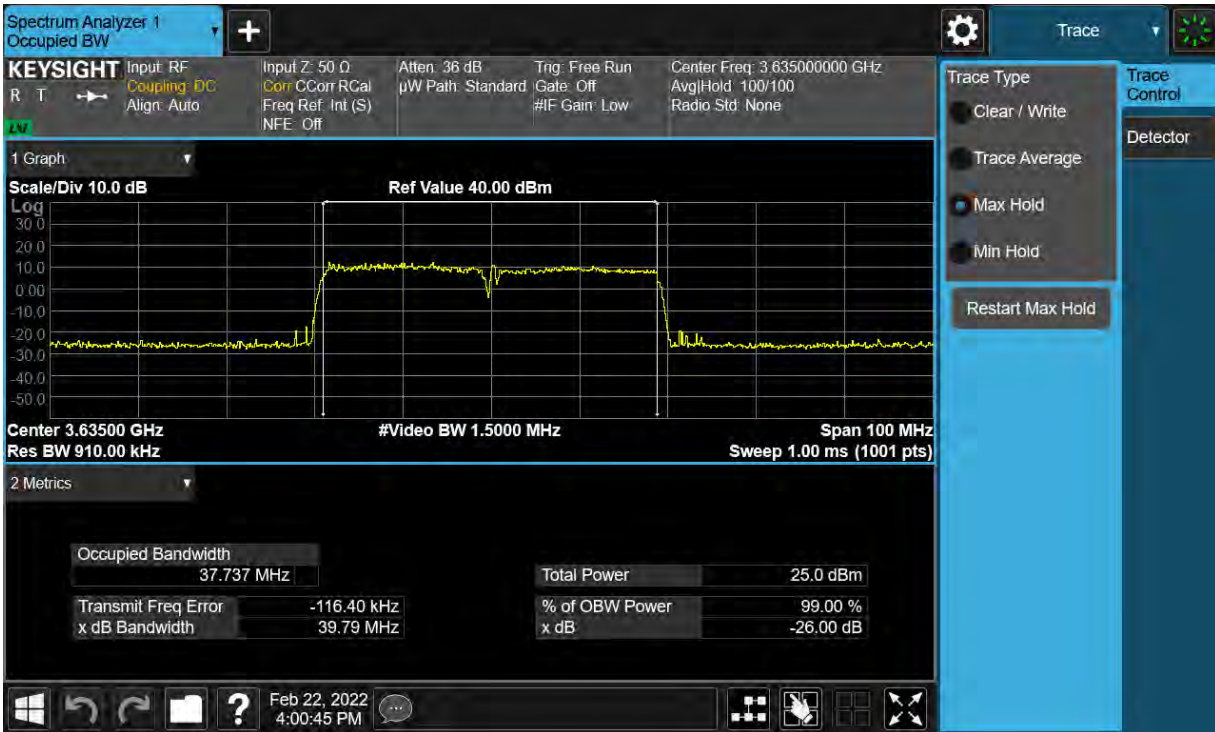 Spectrum Analyzer 1
Occupied BW
+
Trace
KEYSIGHT
R T
LXI
Input: RF
Coupling: DC
Align: Auto
Input Z: 50 Ω
Corr CCorr RCal
Freq Ref: Int (S)
NFE: Off
Atten: 36 dB
µW Path: Standard
Trig: Free Run
Gate: Off
#IF Gain: Low
Center Freq: 3.635000000 GHz
Avg|Hold: 100/100
Radio Std: None
1 Graph
Scale/Div 10.0 dB
Ref Value 40.00 dBm
Log
30.0
20.0
10.0
0.00
-10.0
-20.0
-30.0
-40.0
-50.0
Center 3.63500 GHz
#Video BW 1.5000 MHz
Span 100 MHz
Res BW 910.00 kHz
Sweep 1.00 ms (1001 pts)
2 Metrics
Occupied Bandwidth
37.737 MHz
Total Power 25.0 dBm
Transmit Freq Error -116.40 kHz
% of OBW Power 99.00 %
x dB Bandwidth 39.79 MHz
x dB -26.00 dB
Trace Type
Clear / Write
Trace Average
Max Hold
Min Hold
Restart Max Hold
Trace
Control
Detector
?
Feb 22, 2022
4:00:45 PM